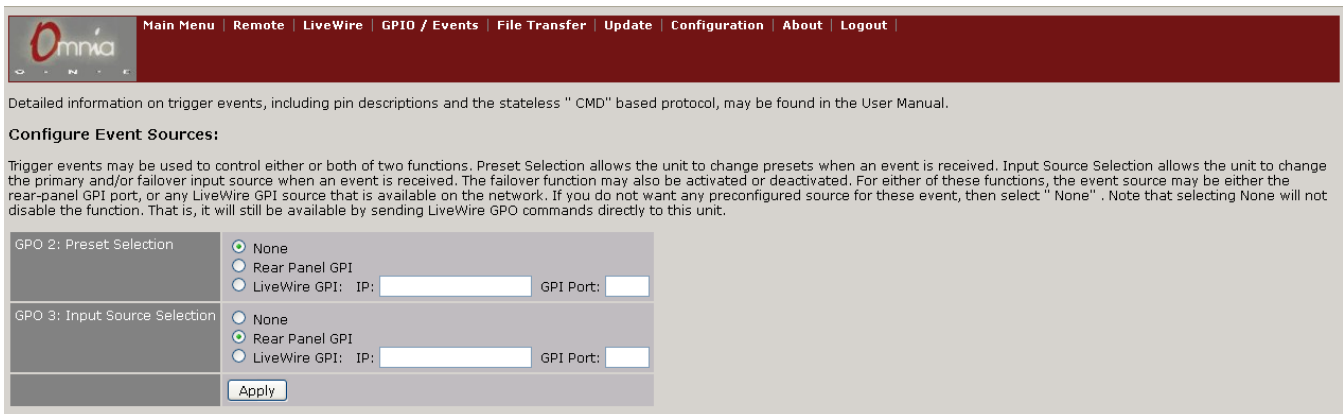 Omnia
O · N · E
Main Menu | Remote | LiveWire | GPIO / Events | File Transfer | Update | Configuration | About | Logout |
Detailed information on trigger events, including pin descriptions and the stateless " CMD" based protocol, may be found in the User Manual.
Configure Event Sources:
Trigger events may be used to control either or both of two functions. Preset Selection allows the unit to change presets when an event is received. Input Source Selection allows the unit to change
the primary and/or failover input source when an event is received. The failover function may also be activated or deactivated. For either of these functions, the event source may be either the
rear-panel GPI port, or any LiveWire GPI source that is available on the network. If you do not want any preconfigured source for these event, then select " None" . Note that selecting None will not
disable the function. That is, it will still be available by sending LiveWire GPO commands directly to this unit.
GPO 2: Preset Selection
None
Rear Panel GPI
LiveWire GPI: IP: GPI Port:
GPO 3: Input Source Selection
None
Rear Panel GPI
LiveWire GPI: IP: GPI Port:
Apply